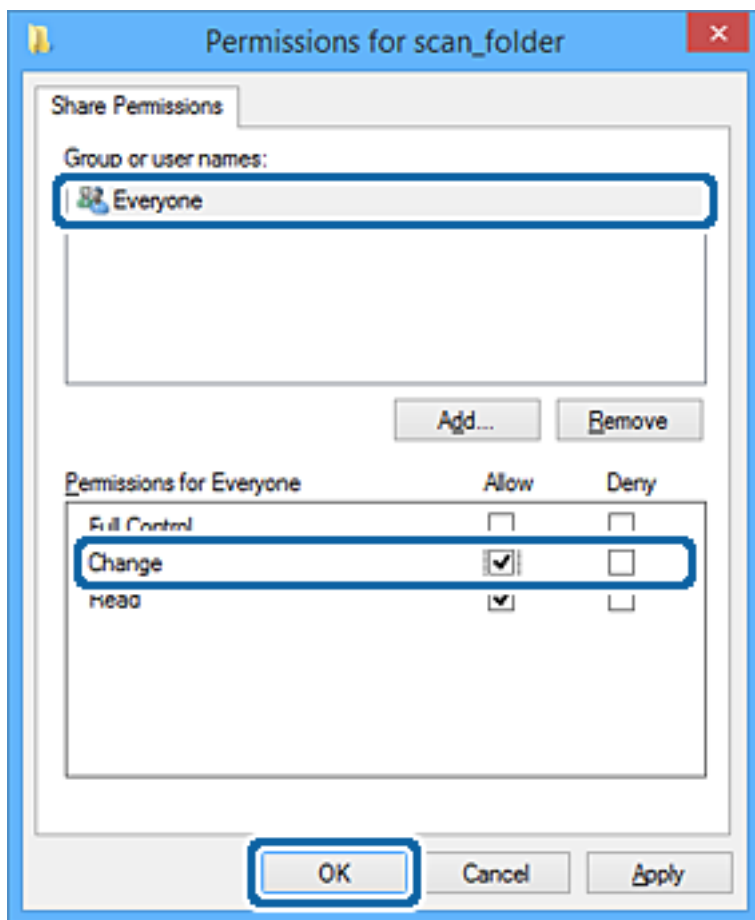 Permissions for scan_folder
Share Permissions
Group or user names:
Everyone
Add... Remove
Permissions for Everyone Allow Deny
Full Control
Change
Read
OK Cancel Apply